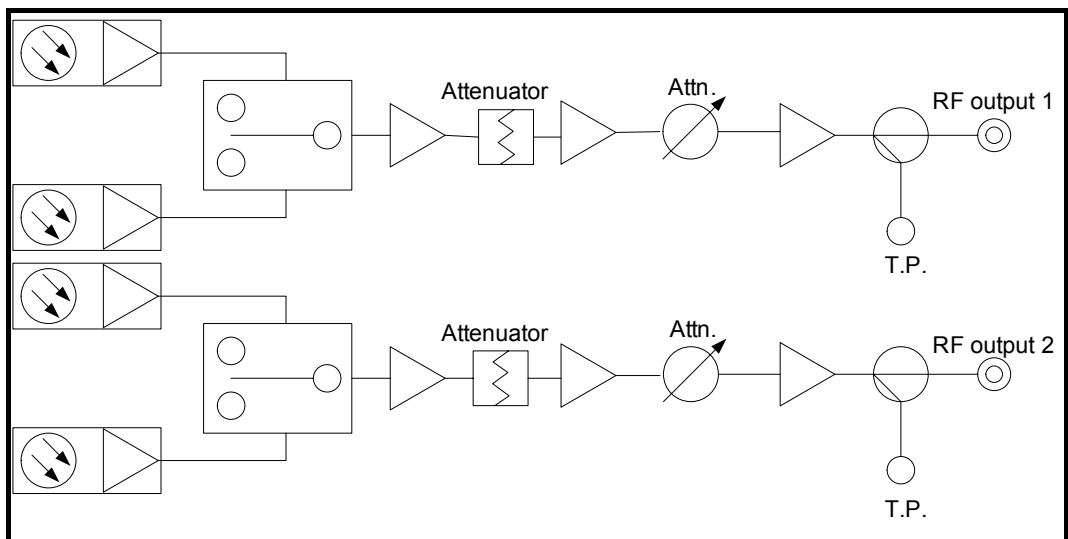 Attenuator
Attn.
RF output 1
T.P.
Attenuator
Attn.
RF output 2
T.P.